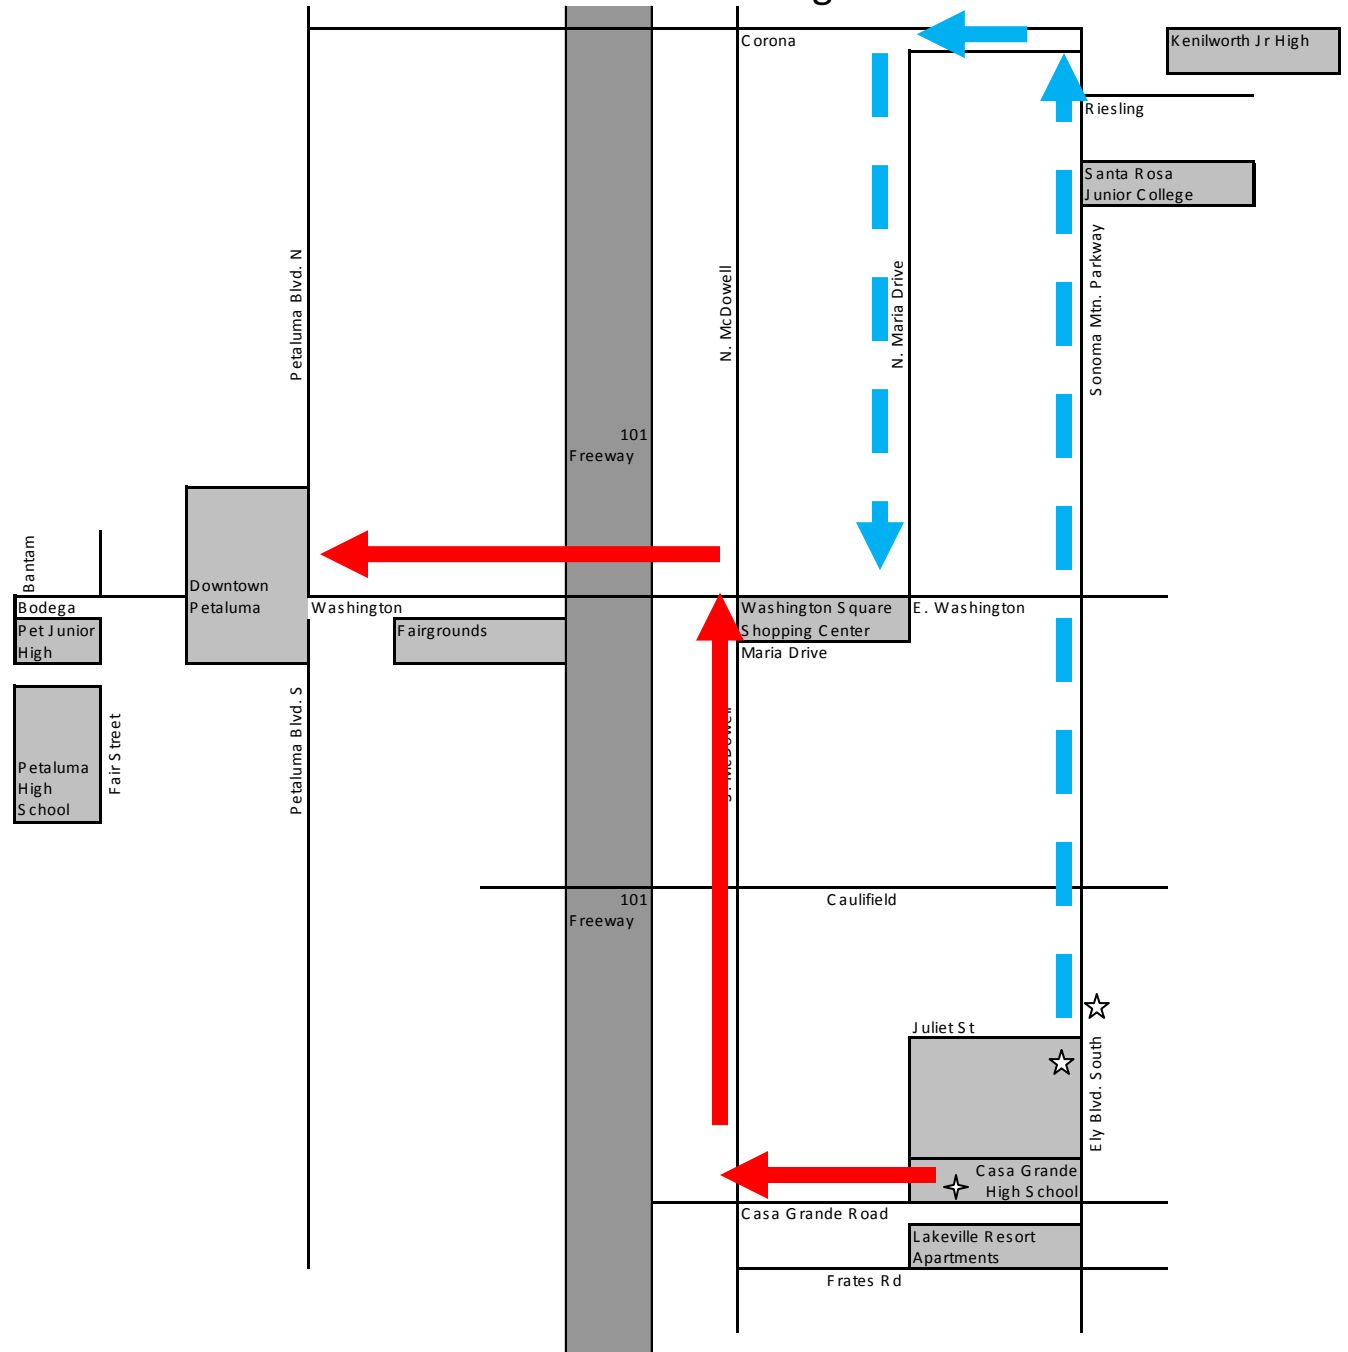 Corona
Kenilworth Jr High
Riesling
Santa Rosa
Junior College
Petaluma Blvd. N
N. McDowell
N. Maria Drive
Sonoma Mtn. Parkway
101
Freeway
Bantam
Downtown
Petaluma
Bodega
Washington
Washington Square
Shopping Center
E. Washington
Pet Junior
High
Fairgrounds
Maria Drive
Petaluma Blvd. S
Fair Street
Petaluma
High
School
Caulifield
101
Freeway
Juliet St
Ely Blvd. South
Casa Grande
High School
Casa Grande Road
Lakeville Resort
Apartments
Frates Rd